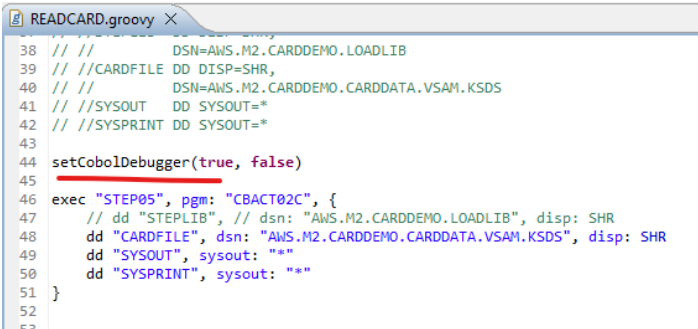 READCARD.groovy
38 // // DSN=AWS.M2.CARDDEMO.LOADLIB
39 // //CARDFILE DD DISP=SHR,
40 // // DSN=AWS.M2.CARDDEMO.CARDDATA.VSAM.KSDS
41 // //SYSOUT DD SYSOUT=*
42 // //SYSPRINT DD SYSOUT=*
43
44 setCobolDebugger(true, false)
45
46 exec "STEP05", pgm: "CBACT02C", {
47 // dd "STEPLIB", // dsn: "AWS.M2.CARDDEMO.LOADLIB", disp: SHR
48 dd "CARDFILE", dsn: "AWS.M2.CARDDEMO.CARDDATA.VSAM.KSDS", disp: SHR
49 dd "SYSOUT", sysout: "*"
50 dd "SYSPRINT", sysout: "*"
51 }
52